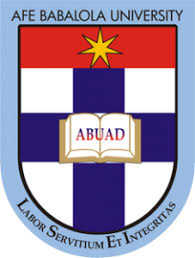 AFE BABALOLA UNIVERSITY
ABUAD
LABOR SERVITIUM ET INTEGRITAS